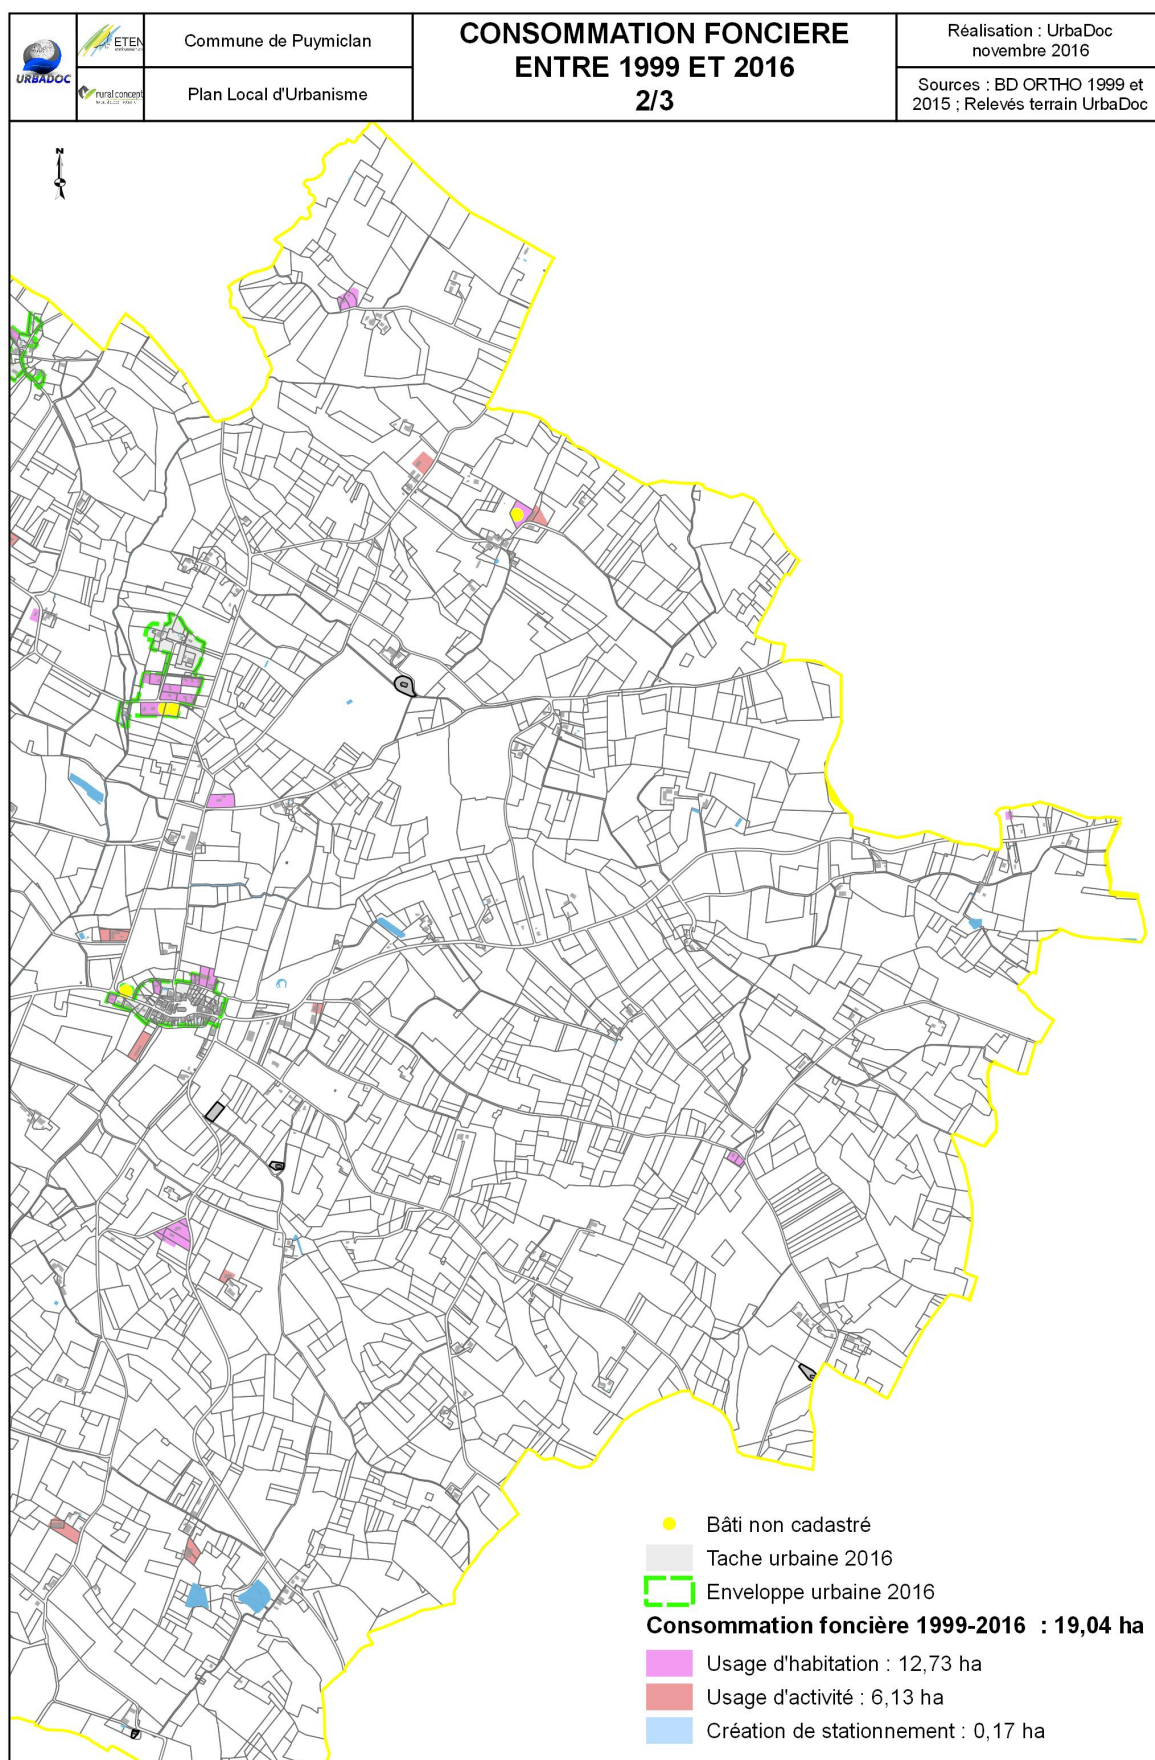 URBADOC
ETEN
rural concept
Commune de Puymiclan
Plan Local d'Urbanisme
CONSOMMATION FONCIERE
ENTRE 1999 ET 2016
2/3
Réalisation : UrbaDoc
novembre 2016
Sources : BD ORTHO 1999 et
2015 ; Relevés terrain UrbaDoc
N
Bâti non cadastré
Tache urbaine 2016
Enveloppe urbaine 2016
Consommation foncière 1999-2016 : 19,04 ha
Usage d'habitation : 12,73 ha
Usage d'activité : 6,13 ha
Création de stationnement : 0,17 ha